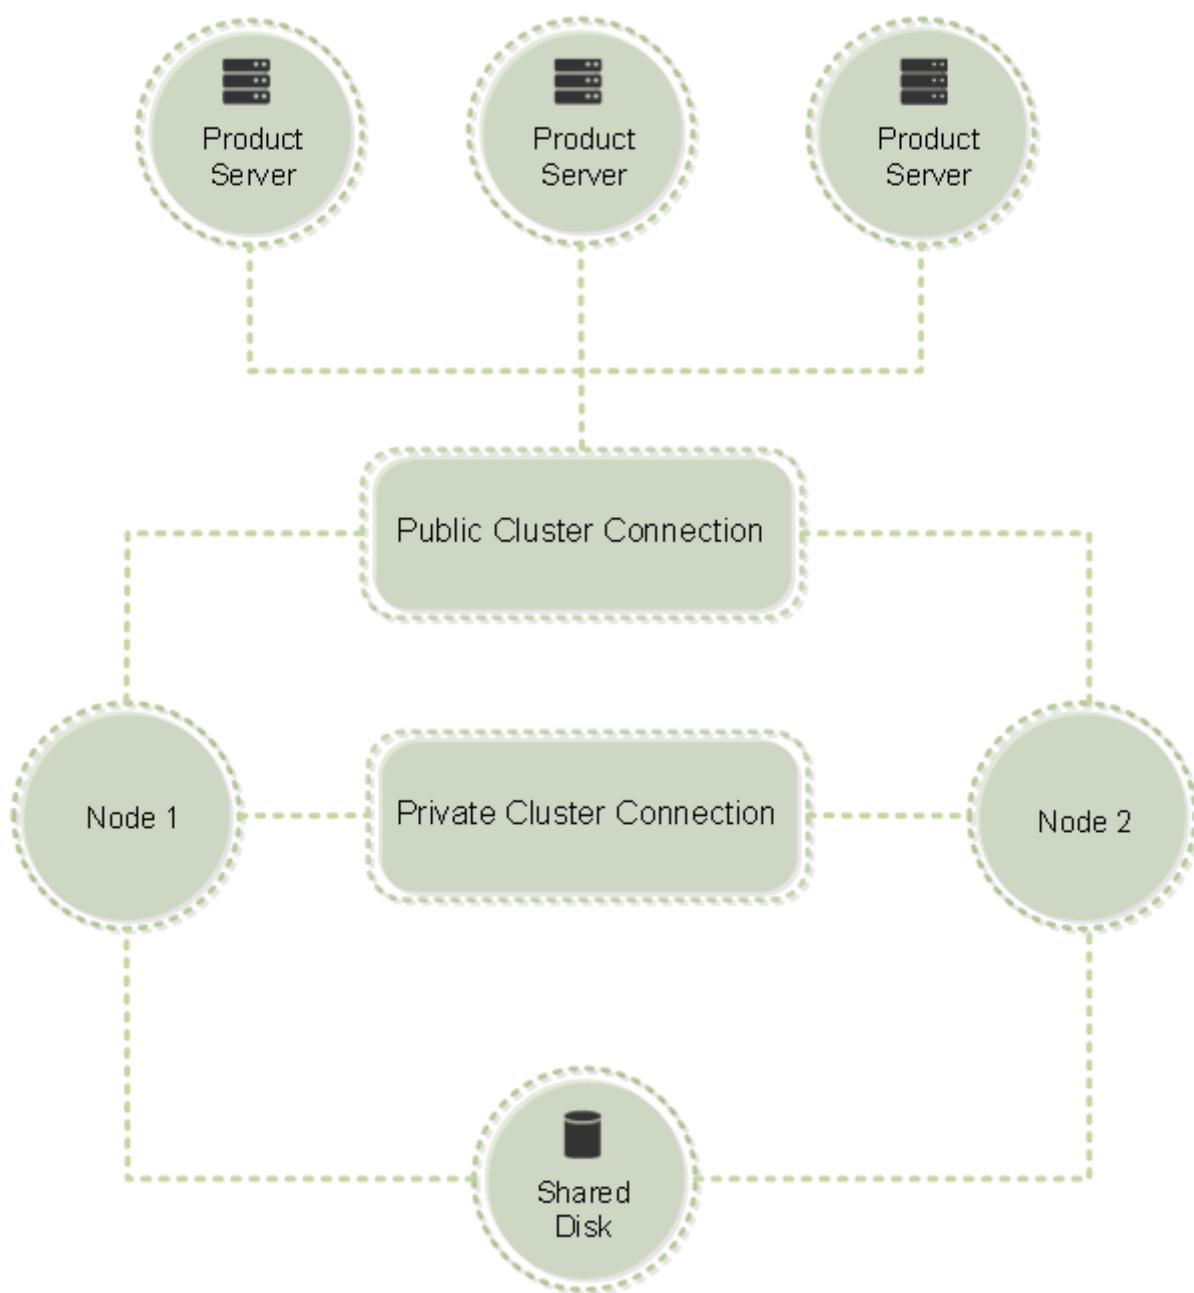 Product
Server
Product
Server
Product
Server
Public Cluster Connection
Node 1
Private Cluster Connection
Node 2
Shared
Disk